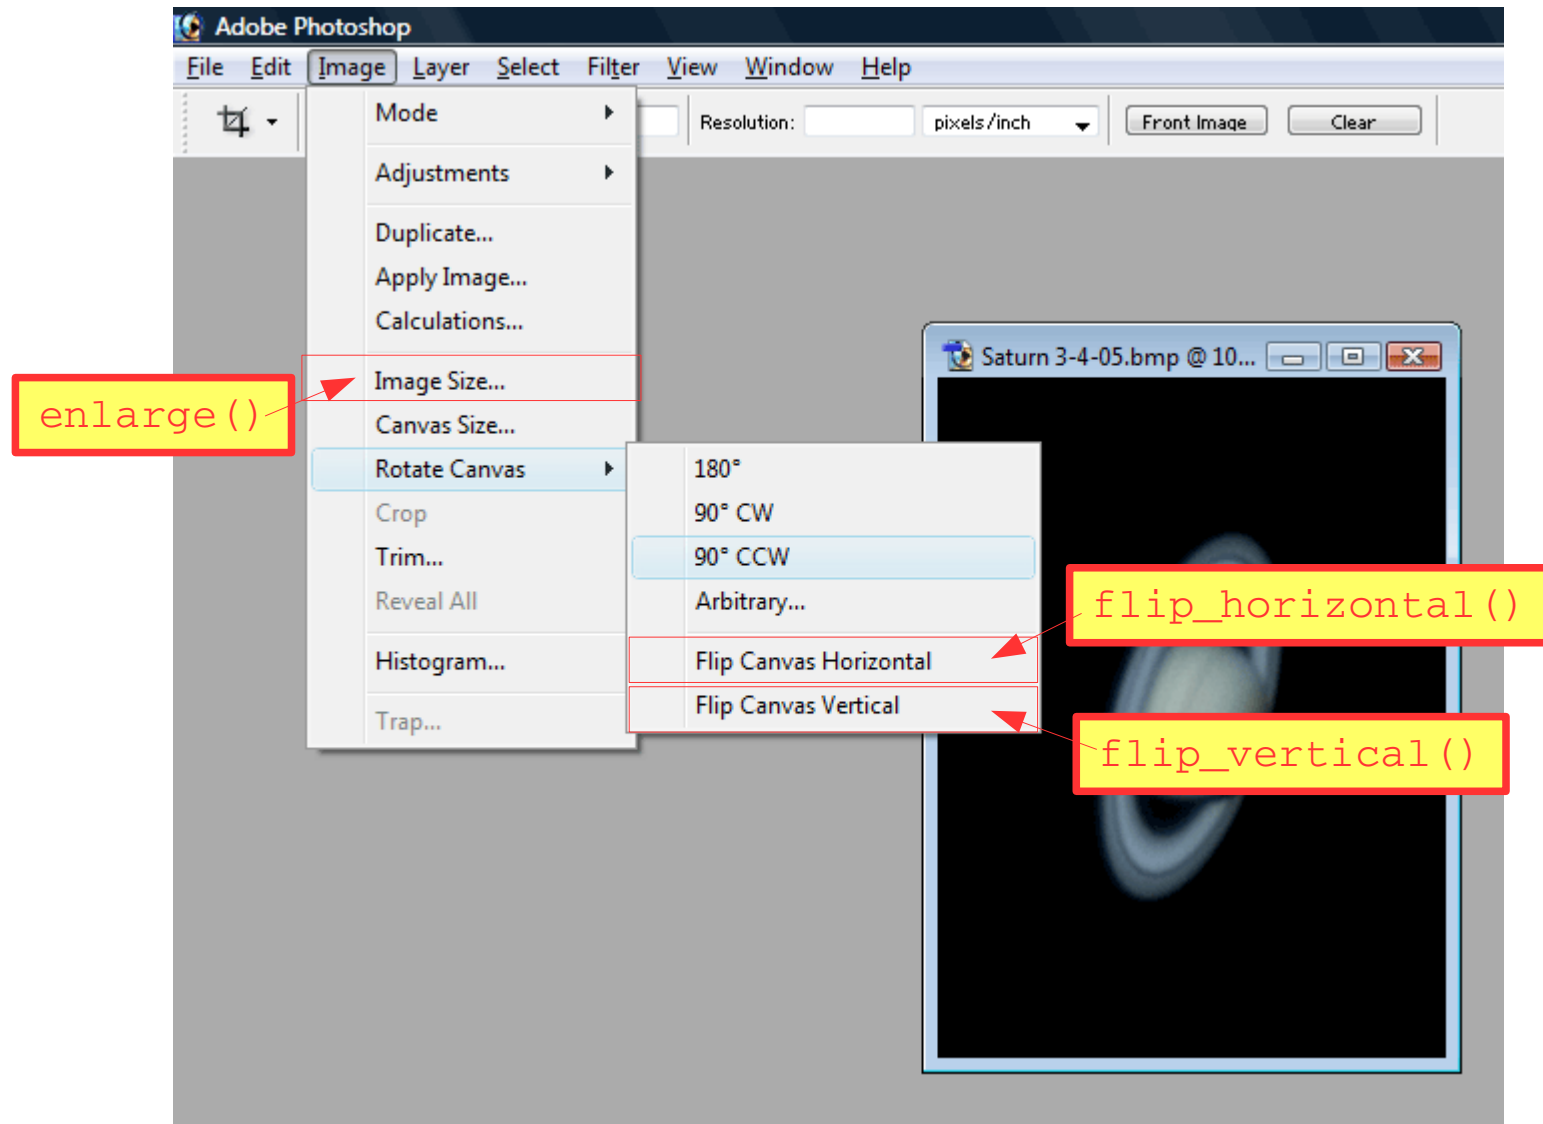 Adobe Photoshop
File Edit Image Layer Select Filter View Window Help
Resolution: pixels/inch Front Image Clear
Mode
Adjustments
Duplicate...
Apply Image...
Calculations...
Image Size...
Canvas Size...
Rotate Canvas
Crop
Trim...
Reveal All
Histogram...
Trap...
180°
90° CW
90° CCW
Arbitrary...
Flip Canvas Horizontal
Flip Canvas Vertical
Saturn 3-4-05.bmp @ 10...
enlarge()
flip_horizontal()
flip_vertical()